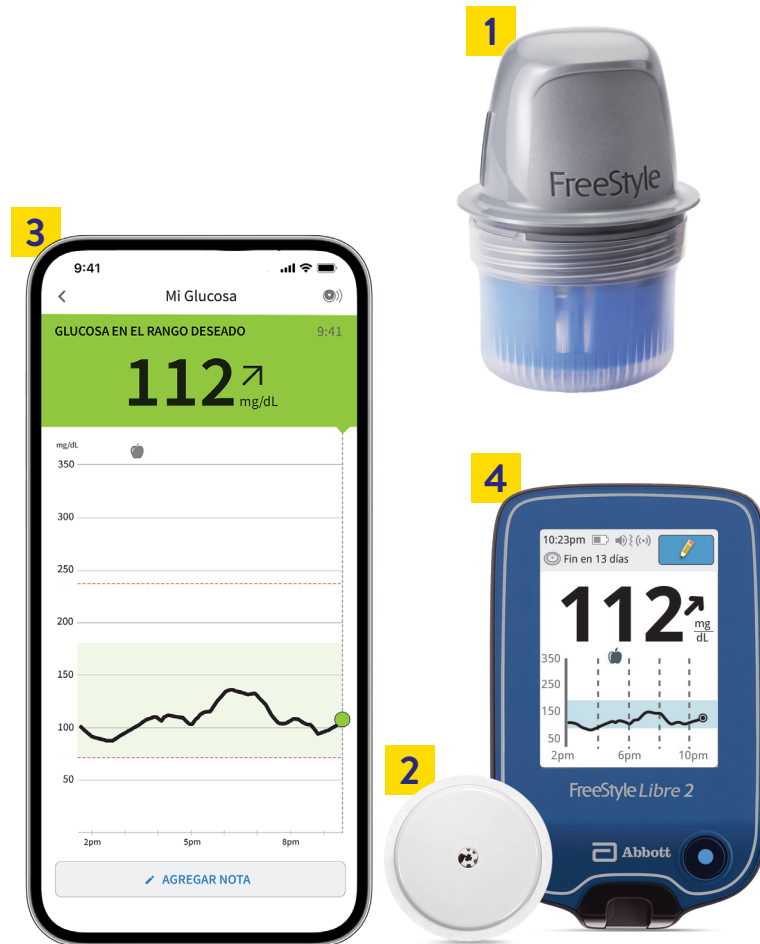 1
FreeStyle
3
9:41
Mi Glucosa
GLUCOSA EN EL RANGO DESEADO 9:41
112
mg/dL
mg/dL
350
300
250
200
150
100
50
2pm 5pm 8pm
AGREGAR NOTA
4
10:23pm
Fin en 13 días
112
mg
dL
350
250
150
50
2pm 6pm 10pm
FreeStyle Libre 2
Abbott
2